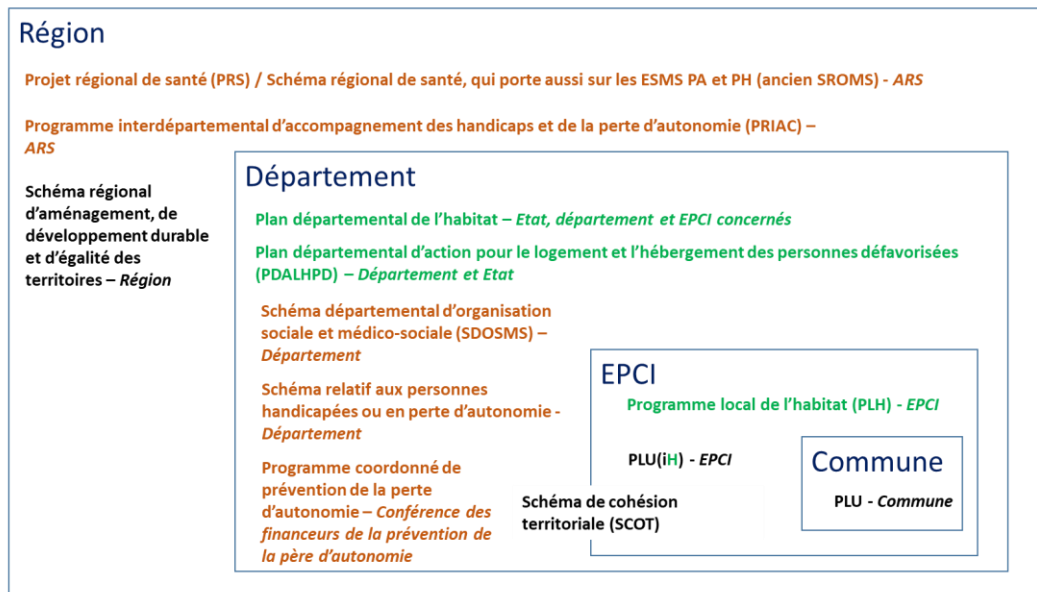 Région
Projet régional de santé (PRS) / Schéma régional de santé, qui porte aussi sur les ESMS PA et PH (ancien SROMS) - ARS
Programme interdépartemental d'accompagnement des handicaps et de la perte d'autonomie (PRIAC) –
ARS
Schéma régional
d'aménagement, de
développement durable
et d'égalité des
territoires – Région
Département
Plan départemental de l'habitat – Etat, département et EPCI concernés
Plan départemental d'action pour le logement et l'hébergement des personnes défavorisées
(PDALHPD) – Département et Etat
Schéma départemental d'organisation
sociale et médico-sociale (SDOSMS) –
Département
Schéma relatif aux personnes
handicapées ou en perte d'autonomie -
Département
Programme coordonné de
prévention de la perte
d'autonomie – Conférence des
financeurs de la prévention de
la père d'autonomie
EPCI
Programme local de l'habitat (PLH) - EPCI
PLU(iH) - EPCI
Schéma de cohésion
territoriale (SCOT)
Commune
PLU - Commune